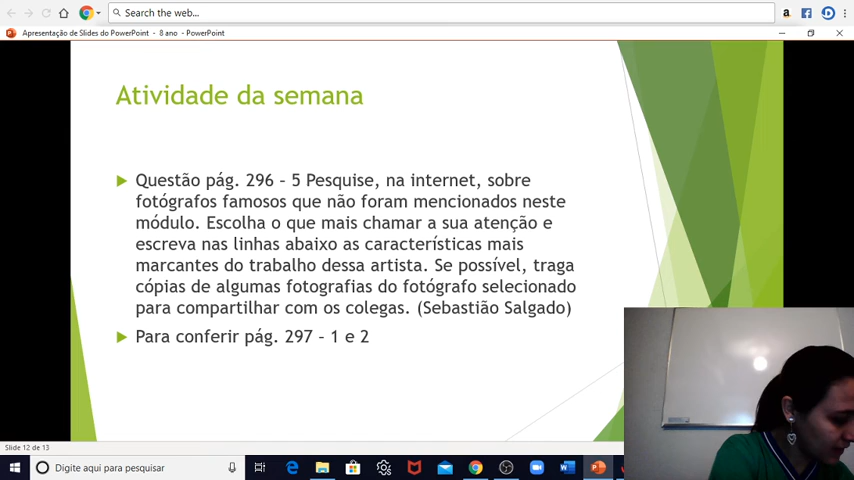 Search the web...
Apresentação de Slides do PowerPoint - 8 ano - PowerPoint
Atividade da semana
Questão pág. 296 – 5 Pesquise, na internet, sobre
fotógrafos famosos que não foram mencionados neste
módulo. Escolha o que mais chamar a sua atenção e
escreva nas linhas abaixo as características mais
marcantes do trabalho dessa artista. Se possível, traga
cópias de algumas fotografias do fotógrafo selecionado
para compartilhar com os colegas. (Sebastião Salgado)
Para conferir pág. 297 – 1 e 2
Slide 12 de 13
Digite aqui para pesquisar